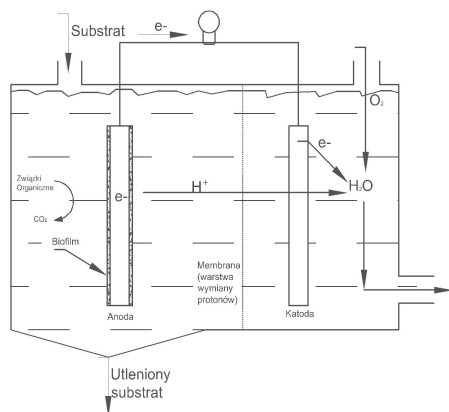 Substrat
e-
O₂
e-
Związki
Organiczne
e-
H⁺
H₂O
CO₂
Biofilm
Membrana
(warstwa
wymiany
protonów)
Anoda
Katoda
Utleniony
substrat